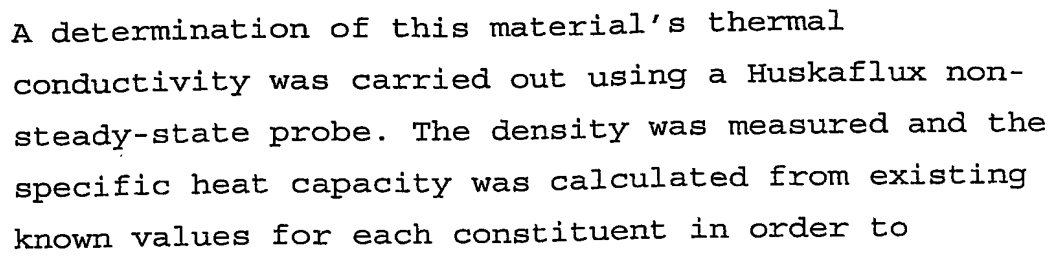 A determination of this material's thermal
conductivity was carried out using a Huskaflux non-
steady-state probe. The density was measured and the
specific heat capacity was calculated from existing
known values for each constituent in order to